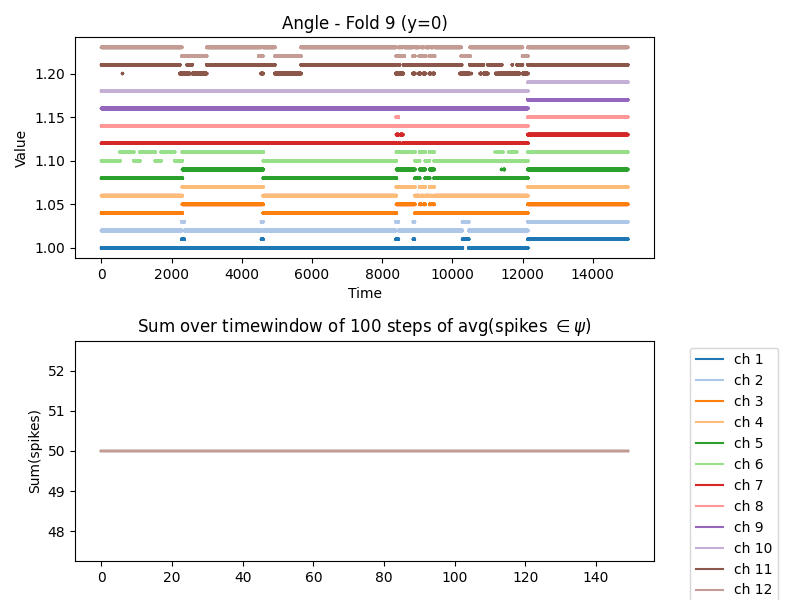 Angle - Fold 9 (y=0)
Value
1.20
1.15
1.10
1.05
1.00
0 2000 4000 6000 8000 10000 12000 14000
Time
Sum over timewindow of 100 steps of avg(spikes ∈ ψ)
Sum(spikes)
52
51
50
49
48
0 20 40 60 80 100 120 140
ch 1
ch 2
ch 3
ch 4
ch 5
ch 6
ch 7
ch 8
ch 9
ch 10
ch 11
ch 12